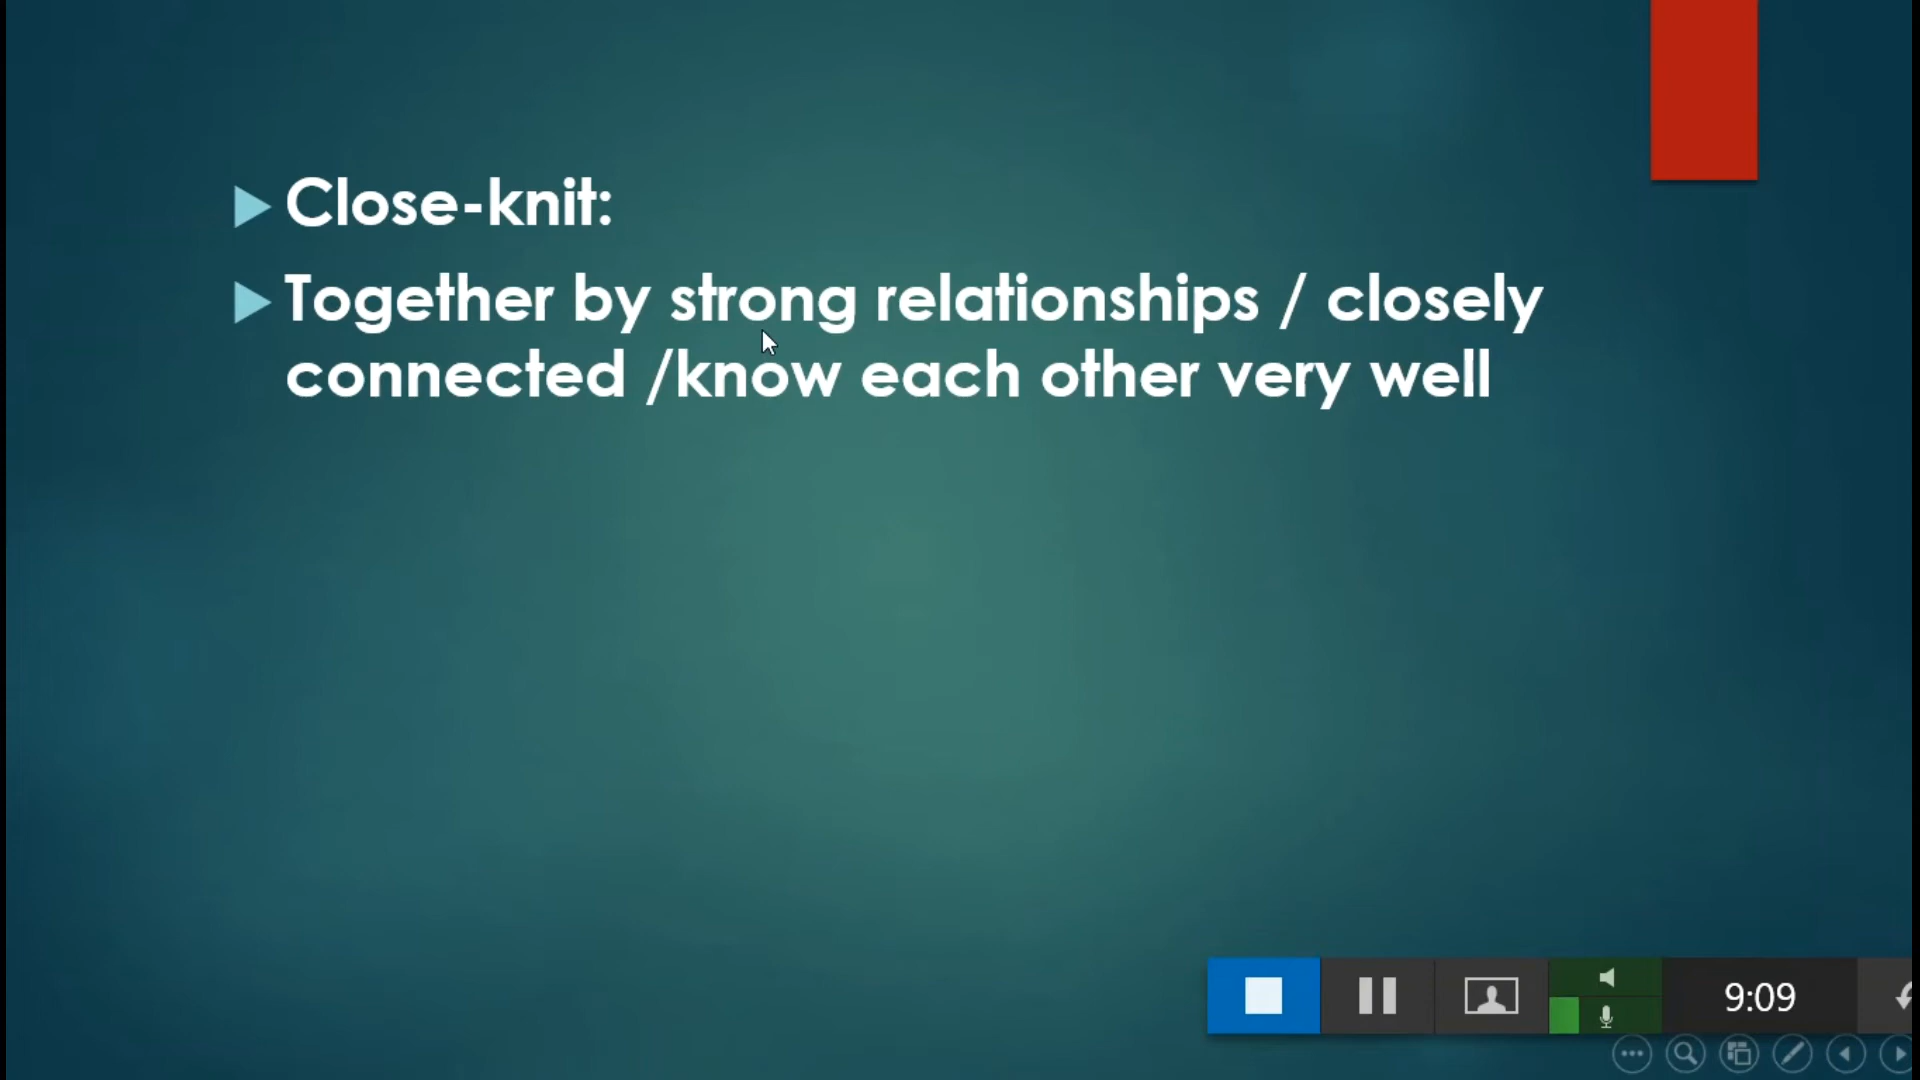 Close-knit:
Together by strong relationships / closely
connected /know each other very well
9:09